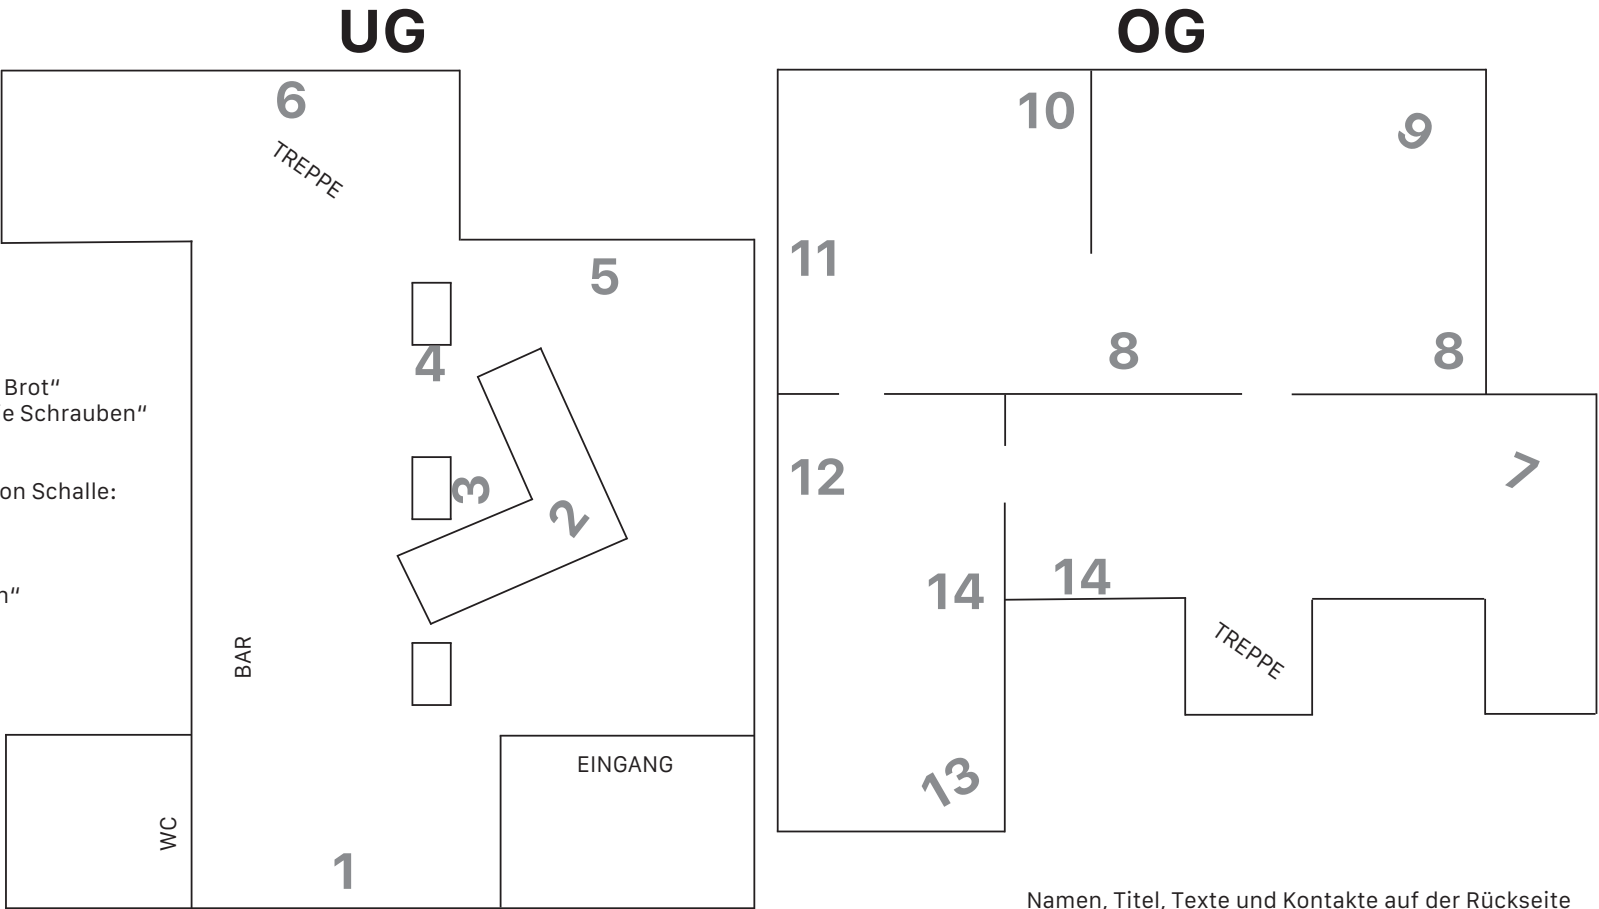 UG
6
TREPPE
5
4
Brot“
e Schrauben“
3
on Schalle:
2
n“
BAR
EINGANG
WC
1
OG
10
9
11
8
8
12
7
14
14
TREPPE
13
Namen, Titel, Texte und Kontakte auf der Rückseite